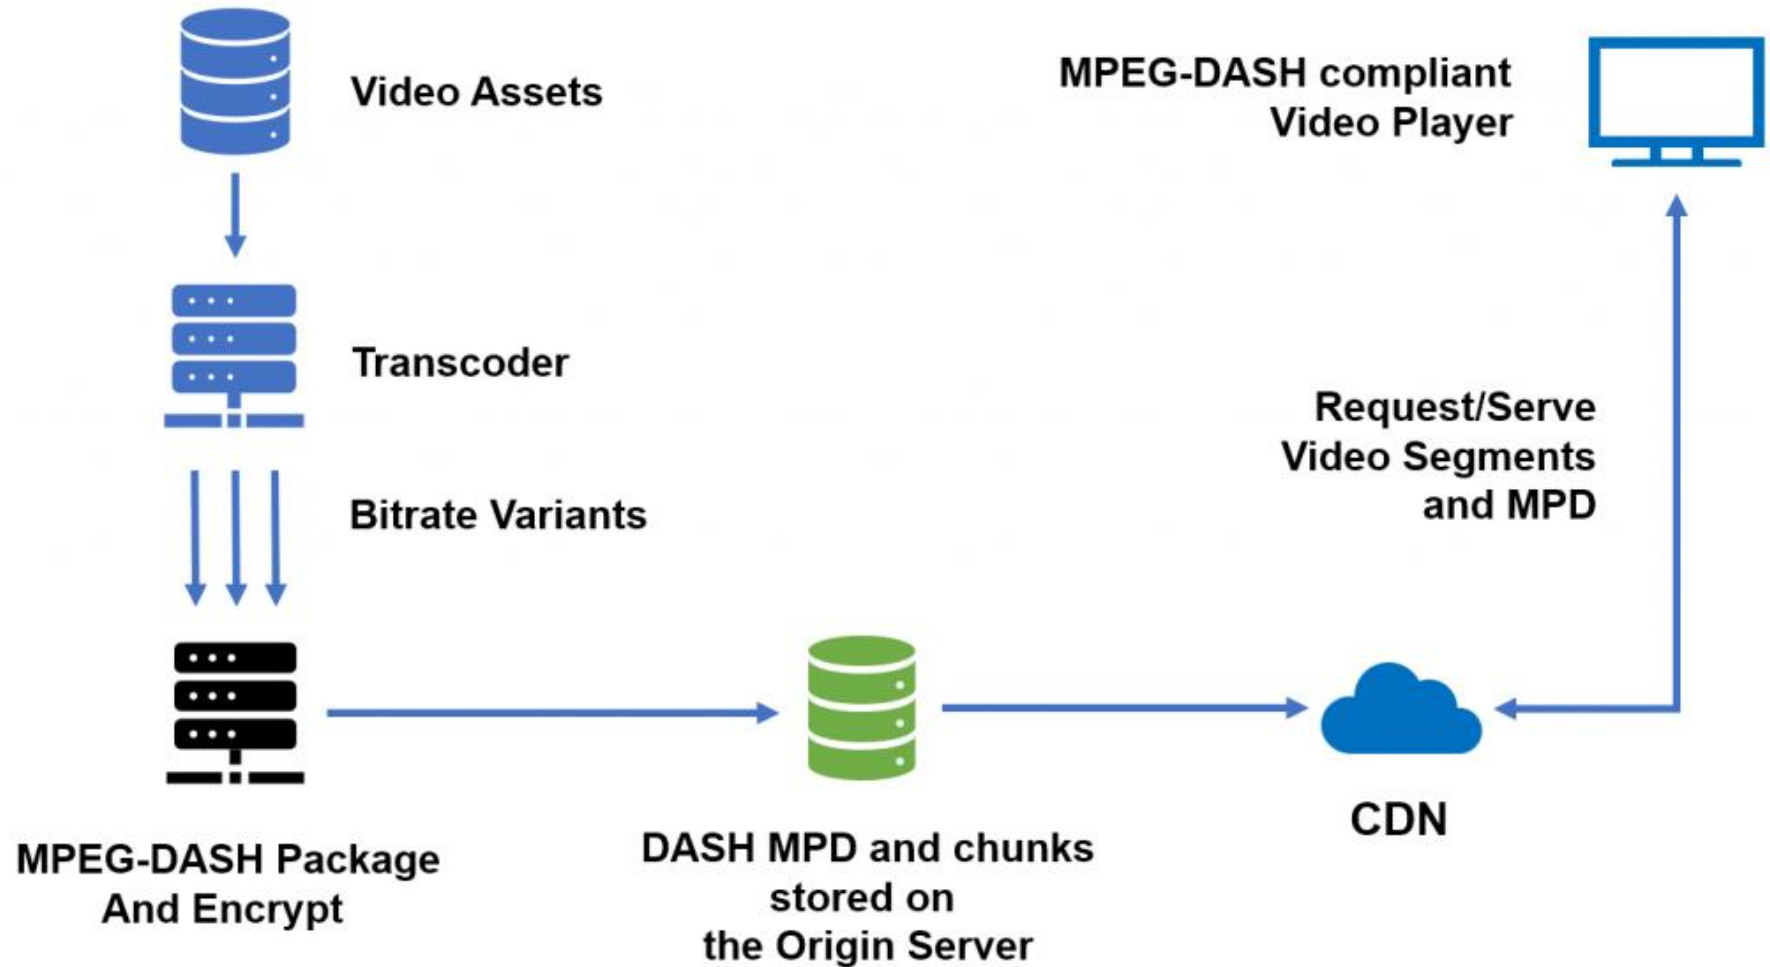 Video Assets
MPEG-DASH compliant
Video Player
Transcoder
Request/Serve
Video Segments
and MPD
Bitrate Variants
MPEG-DASH Package
And Encrypt
DASH MPD and chunks
stored on
the Origin Server
CDN